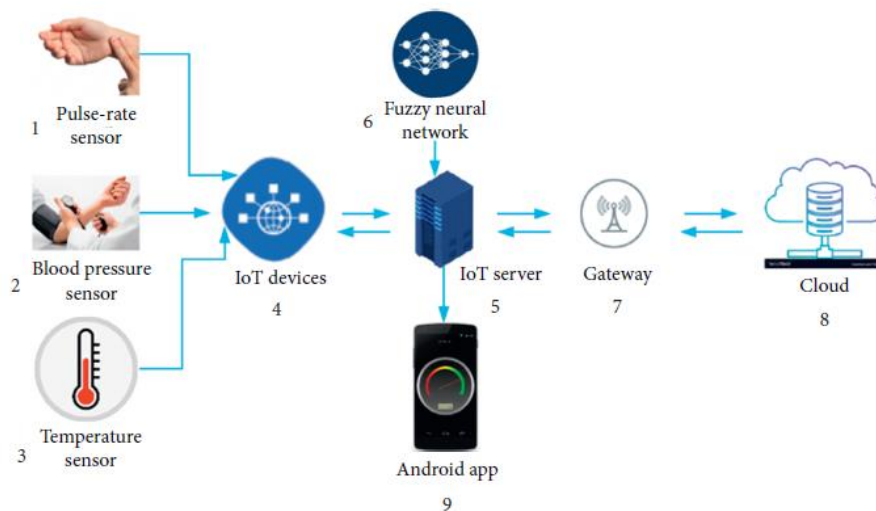 1
Pulse-rate
sensor
2
Blood pressure
sensor
3
Temperature
sensor
IoT devices
4
6
Fuzzy neural
network
IoT server
5
Gateway
7
Cloud
8
Android app
9